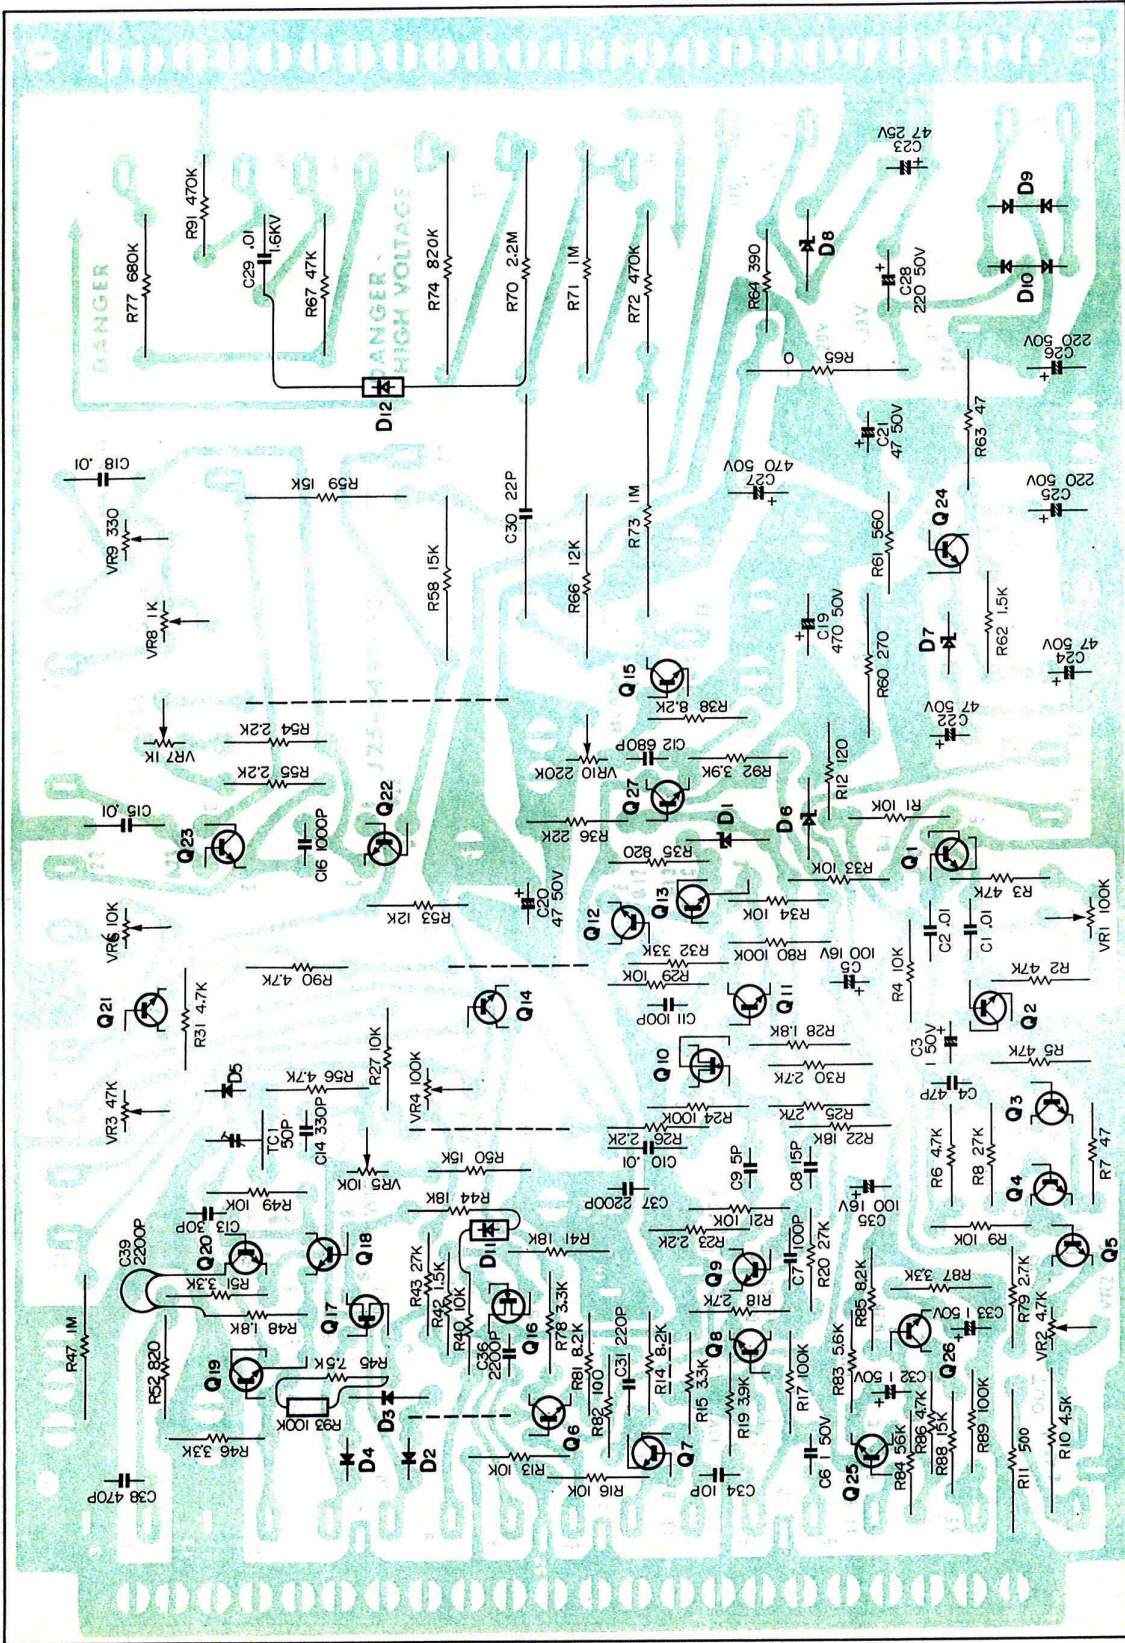 DANGER
R77 680K
R91 470K
C29 .01
1.6KV
R67 47K
DANGER
HIGH VOLTAGE
D12
R74 820K
R70 2.2M
R71 1M
R72 470K
R64 390
D8
47 25V
C23
C28
220 50V
D9
D10
0
R65
220 50V
C26
C18 .01
VR9 330
VR8 1K
R59 15K
R58 15K
C30 22P
R66 12K
R73 1M
470 50V
C27
C21
47 50V
R63 47
220 50V
C25
Q24
R61 560
C19
470 50V
R60 270
D7
R62 1.5K
47 50V
C24
47 50V
C22
VR7 1K
R54 2.2K
R55 2.2K
C15 .01
Q23
C16 1000P
Q22
R53 12K
C20
47 50V
VR10 220K
Q15
R38 8.2K
C12 680P
R92 3.9K
Q27
R36 22K
R35 820
D1
D6
R12 120
R1 10K
Q1
R3 47K
VR1 100K
Q12
Q13
R34 10K
R33 10K
R32 33K
R29 10K
R80 100K
C11 100P
Q11
100 16V
C5
R4 10K
C2 .01
C1 .01
R2 47K
VR6 10K
Q21
R31 4.7K
R90 4.7K
Q14
Q10
R28 1.8K
R30 2.7K
Q2
C3
1 50V
R5 47K
C4 47P
VR3 47K
D5
R56 4.7K
R27 10K
VR4 100K
TC1
50P
C14 330P
R24 100K
R26 2.2K
R25 27K
R22 18K
Q3
R6 4.7K
R8 27K
R7 47
Q4
R49 10K
VR5 10K
R50 15K
R44 18K
C10 .01
C37 2200P
C9 5P
C8 15P
100 16V
C35
R9 10K
C39
2200P
C13 30P
Q20
R51 3.3K
Q18
R43 27K
R42 1.5K
D11
R41 18K
R23 2.2K
R21 10K
C7 100P
R20 27K
Q5
R47 1M
R48 1.8K
Q17
R40 10K
Q16
C36
2200P
R78 3.3K
Q9
R18 2.7K
Q8
R85 8.2K
R87 3.3K
R79 2.7K
VR2 4.7K
R52 820
Q19
R45 7.5K
R93 100K
D3
R81 8.2K
R82 100
C31 220P
R14 8.2K
R15 3.3K
R19 3.9K
R17 100K
R83 5.6K
C32 1 50V
Q26
C33 1 50V
R46 3.3K
D4
D2
R13 10K
Q6
R16 10K
Q7
C34 10P
C6 1 50V
Q25
R84 56K
R86 4.7K
R88 15K
R89 100K
R11 500
R10 4.5K
C38 470P